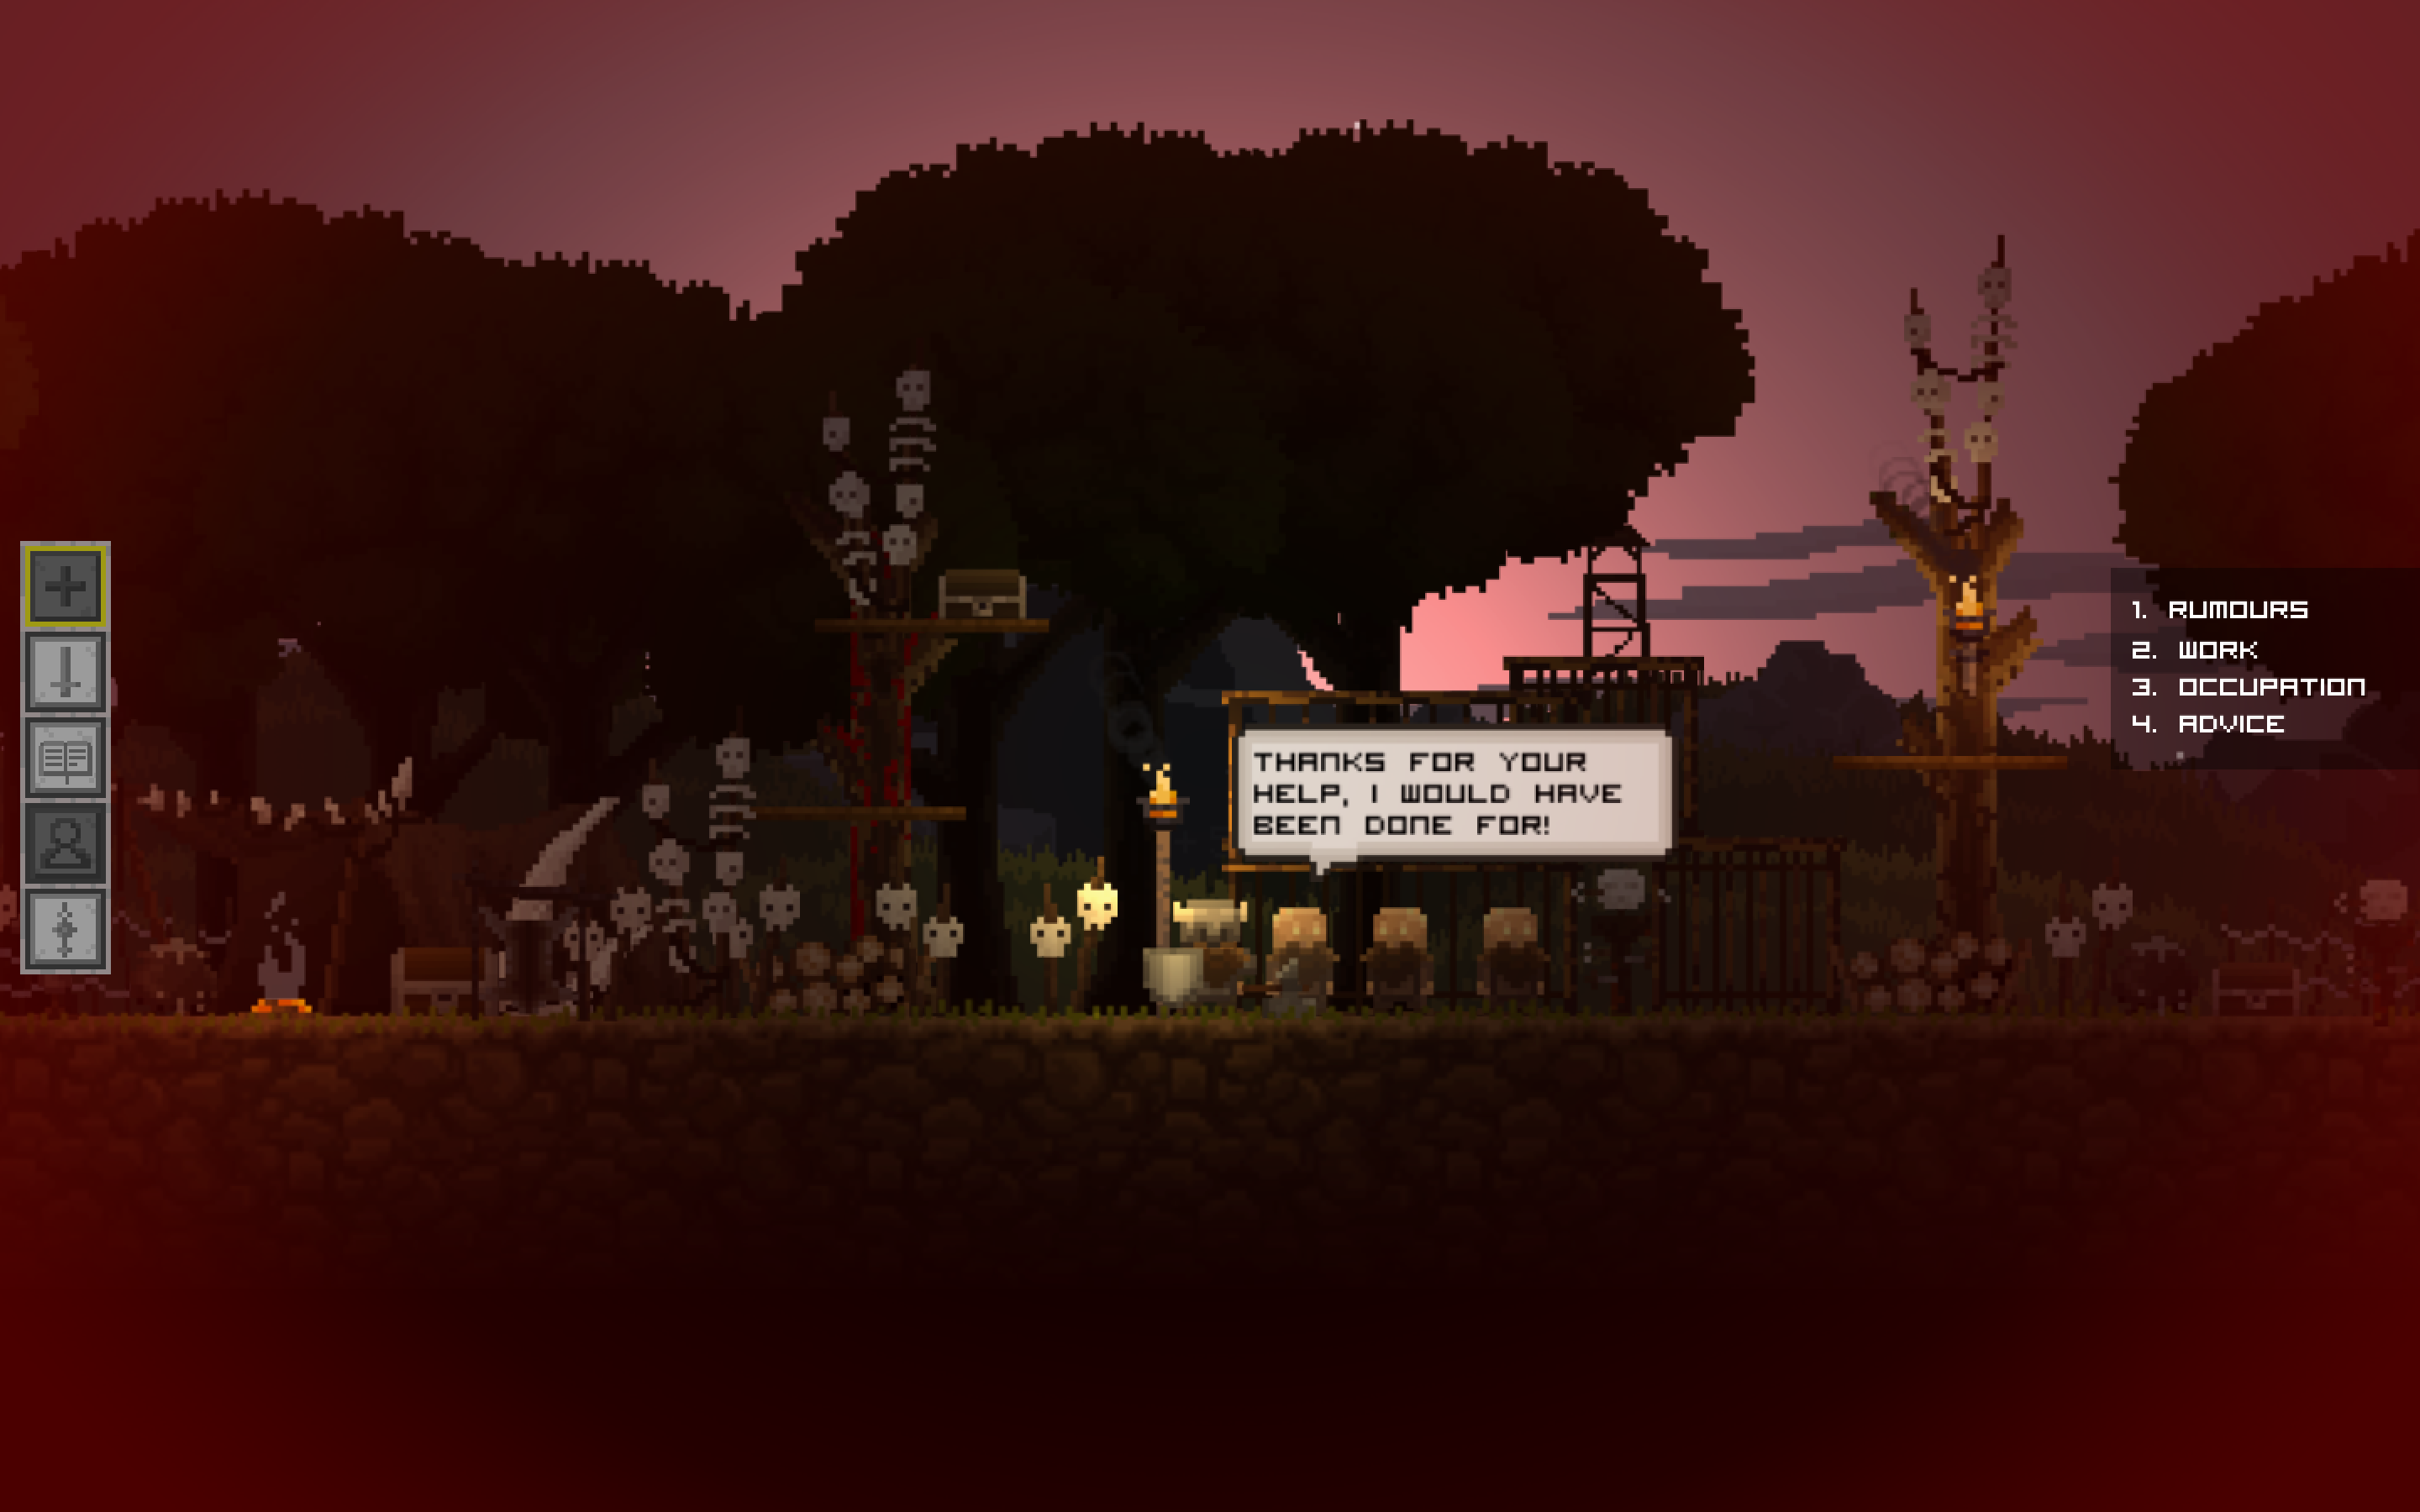 THANKS FOR YOUR
HELP, I WOULD HAVE
BEEN DONE FOR!
1. RUMOURS
2. WORK
3. OCCUPATION
4. ADVICE